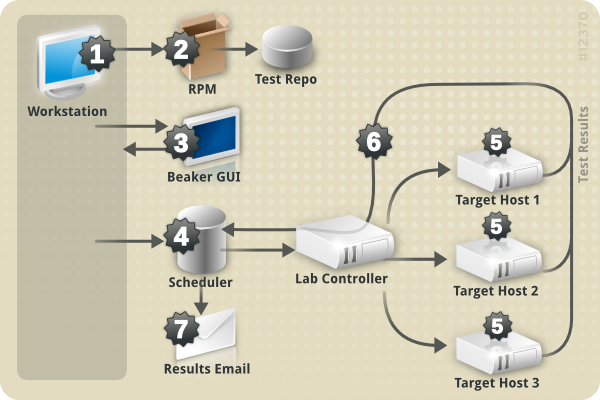 #12370
1
2
RPM
Test Repo
Workstation
3
Beaker GUI
4
Scheduler
Lab Controller
6
5
Target Host 1
5
Target Host 2
5
Target Host 3
Test Results
7
Results Email